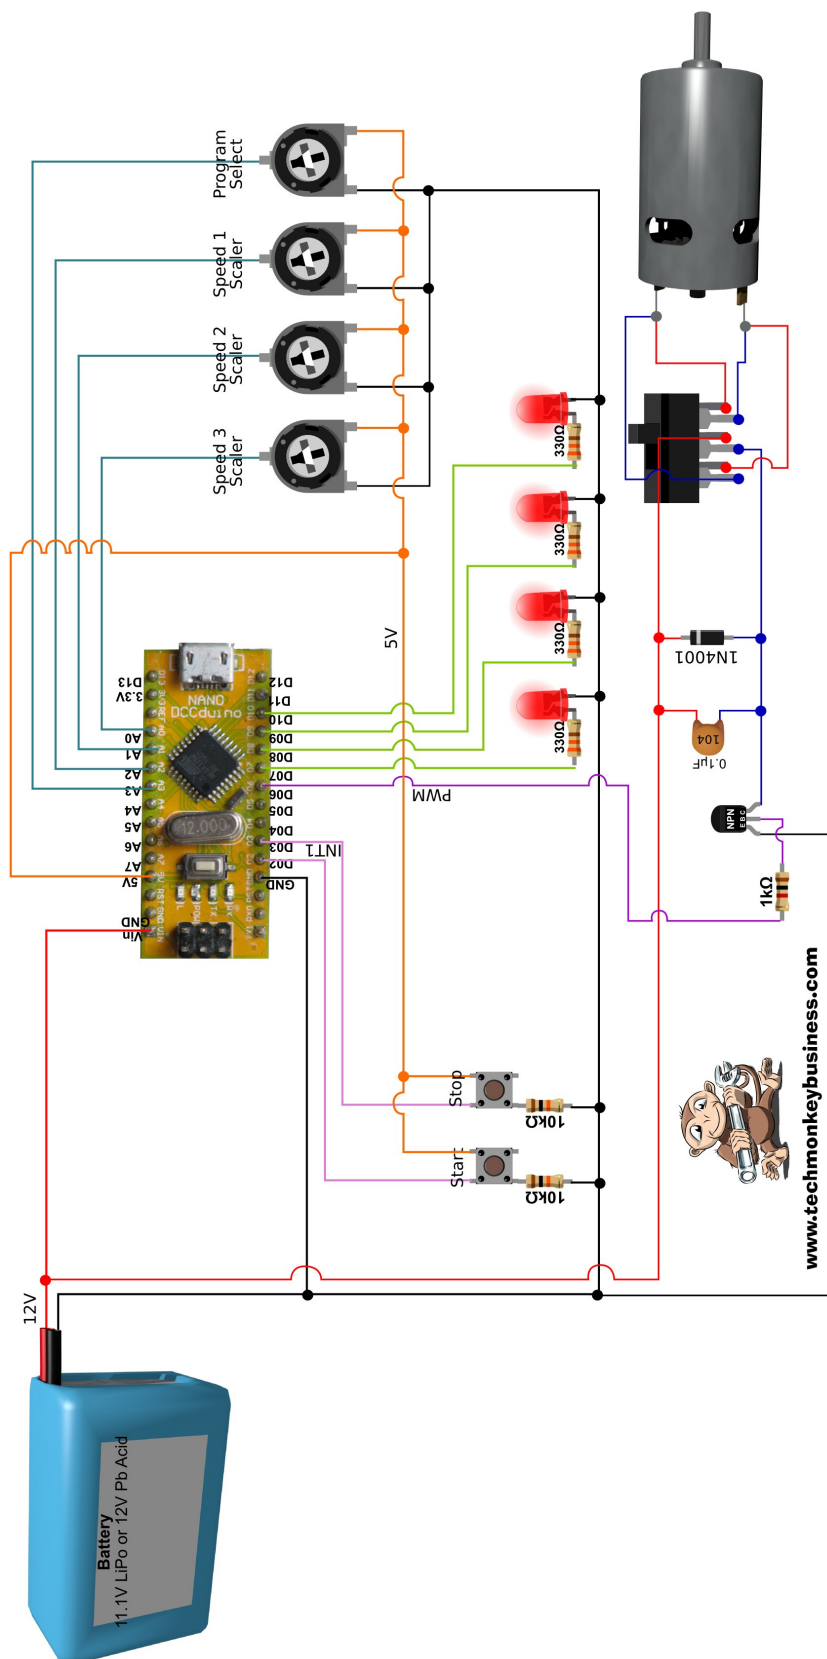 Program
Select
Speed 1
Scaler
Speed 2
Scaler
Speed 3
Scaler
330Ω
330Ω
330Ω
330Ω
5V
1N4001
104
0.1µF
NPN
E B C
1kΩ
PWM
INT1
D13
3.3V
A0
A1
A2
A3
A4
A5
A6
A7
5V
GND
Vin
D12
D11
D10
D09
D08
D07
D06
D05
D04
D03
D02
GND
NANO
DCCduino
12.000
Stop
10kΩ
Start
10kΩ
12V
Battery
11.1V LiPo or 12V Pb Acid
www.techmonkeybusiness.com